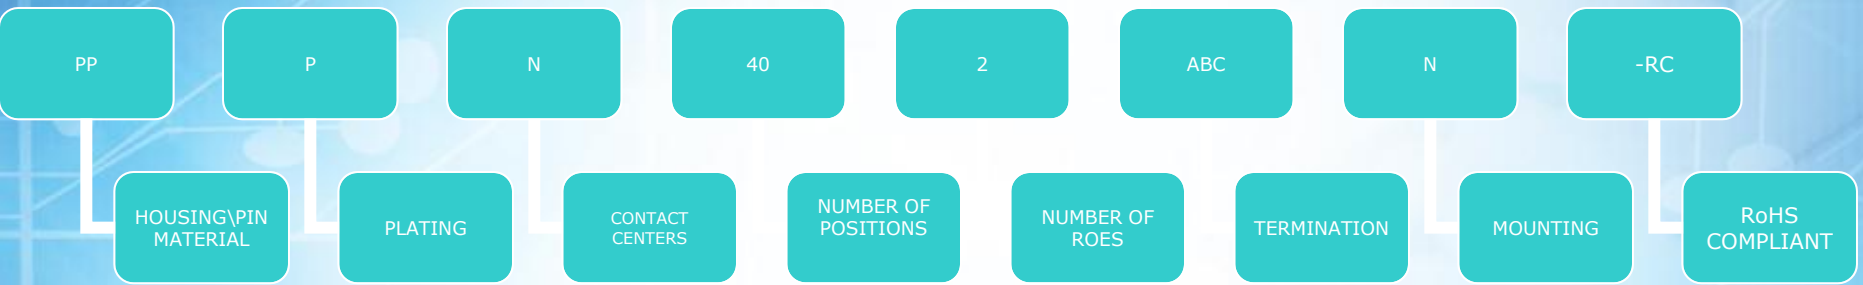 PP
P
N
40
2
ABC
N
-RC
HOUSING\PIN
MATERIAL
PLATING
CONTACT
CENTERS
NUMBER OF
POSITIONS
NUMBER OF
ROES
TERMINATION
MOUNTING
RoHS
COMPLIANT